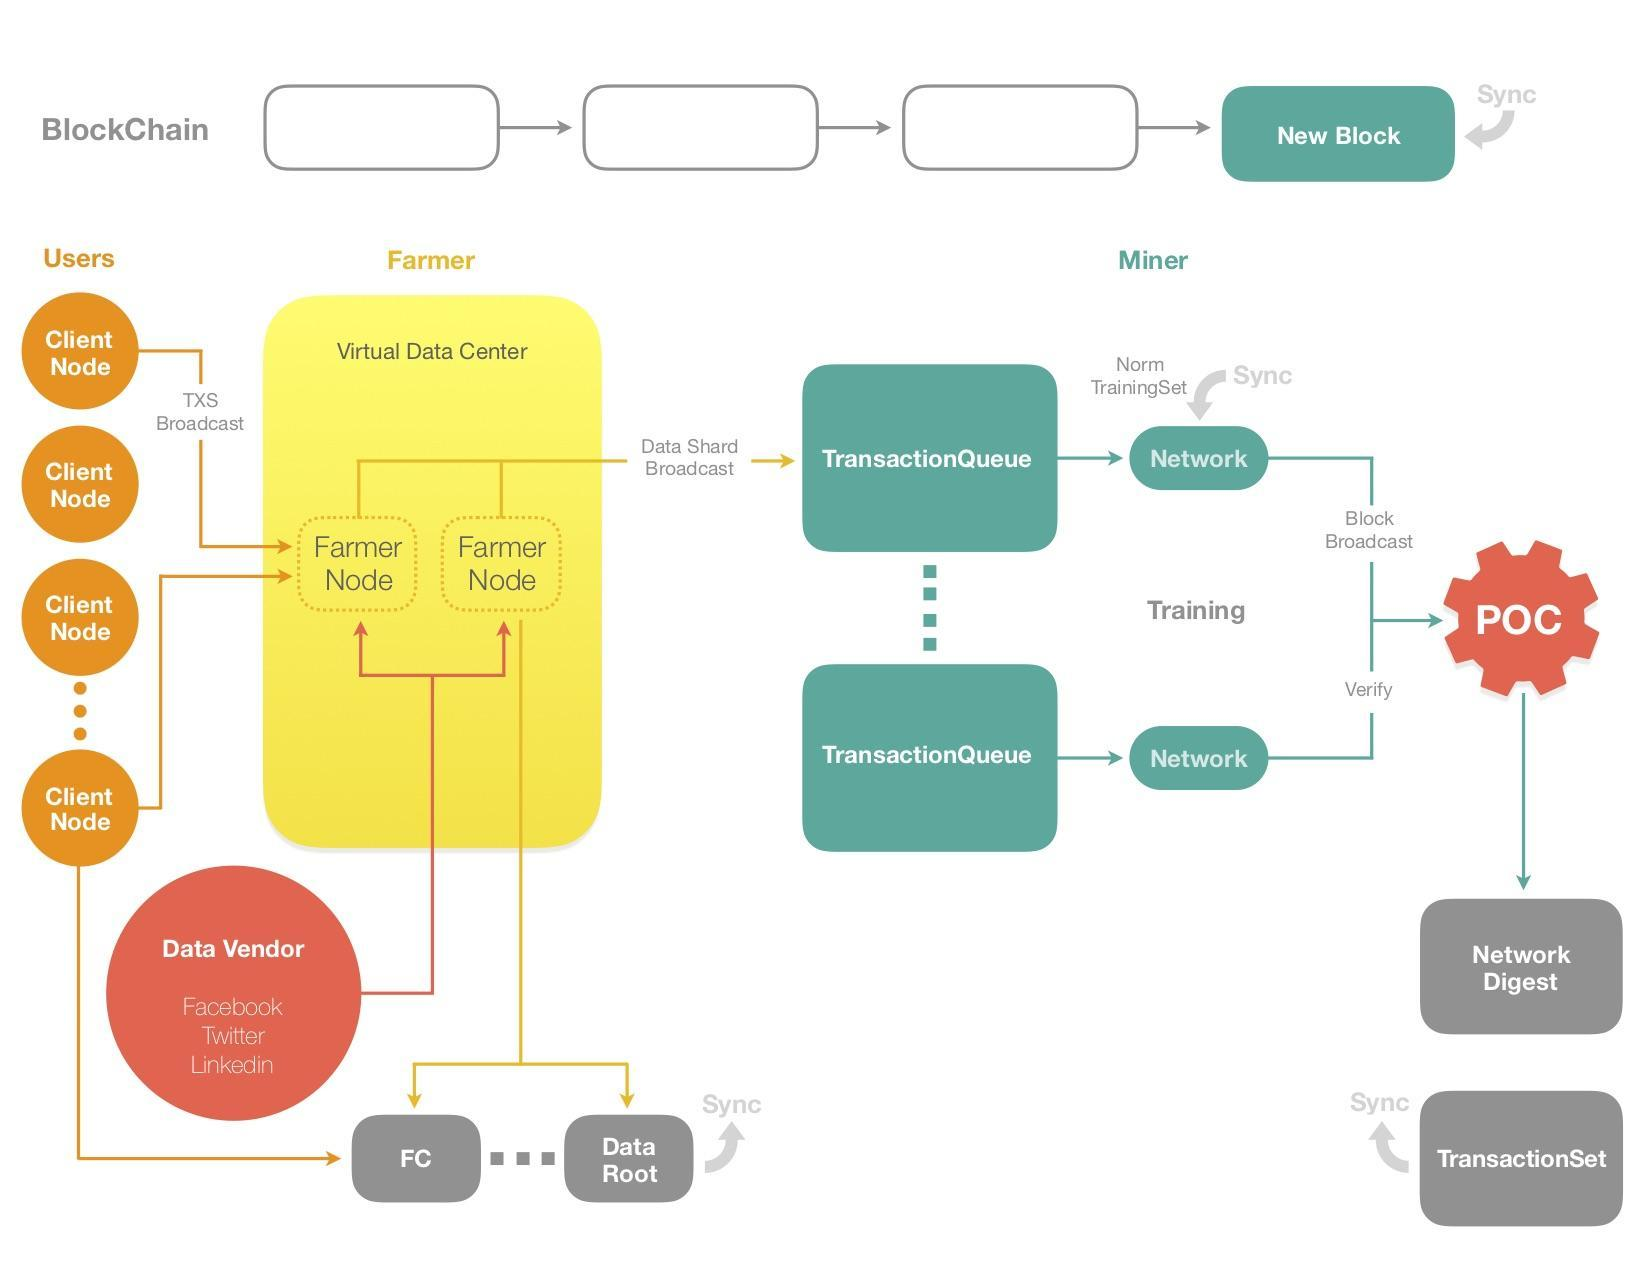 BlockChain
New Block
Sync
Users
Farmer
Miner
Client
Node
Client
Node
Client
Node
Client
Node
TXS
Broadcast
Virtual Data Center
Farmer
Node
Farmer
Node
Data Shard
Broadcast
TransactionQueue
TransactionQueue
Norm
TrainingSet
Sync
Network
Training
Network
Block
Broadcast
Verify
POC
Data Vendor
Facebook
Twitter
Linkedin
FC
Data
Root
Sync
Network
Digest
Sync
TransactionSet